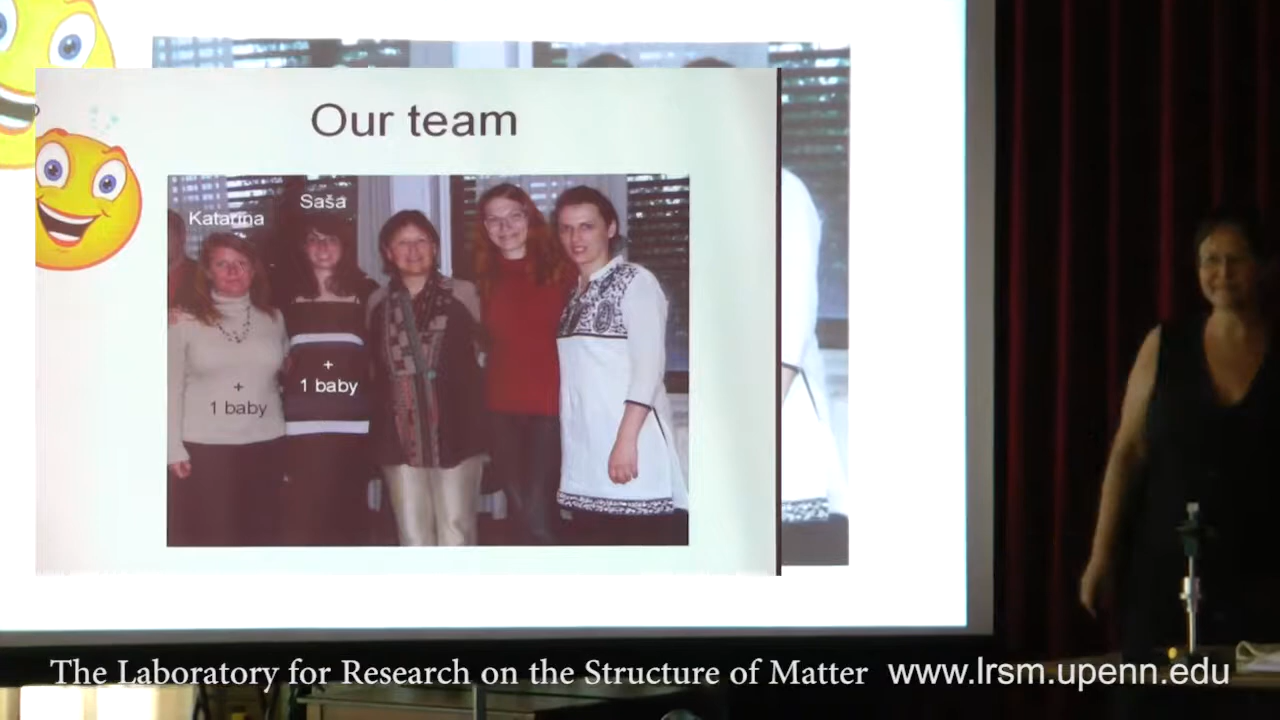 Our team
Saša
Katarina
+
1 baby
+
1 baby
The Laboratory for Research on the Structure of Matter www.lrsm.upenn.edu